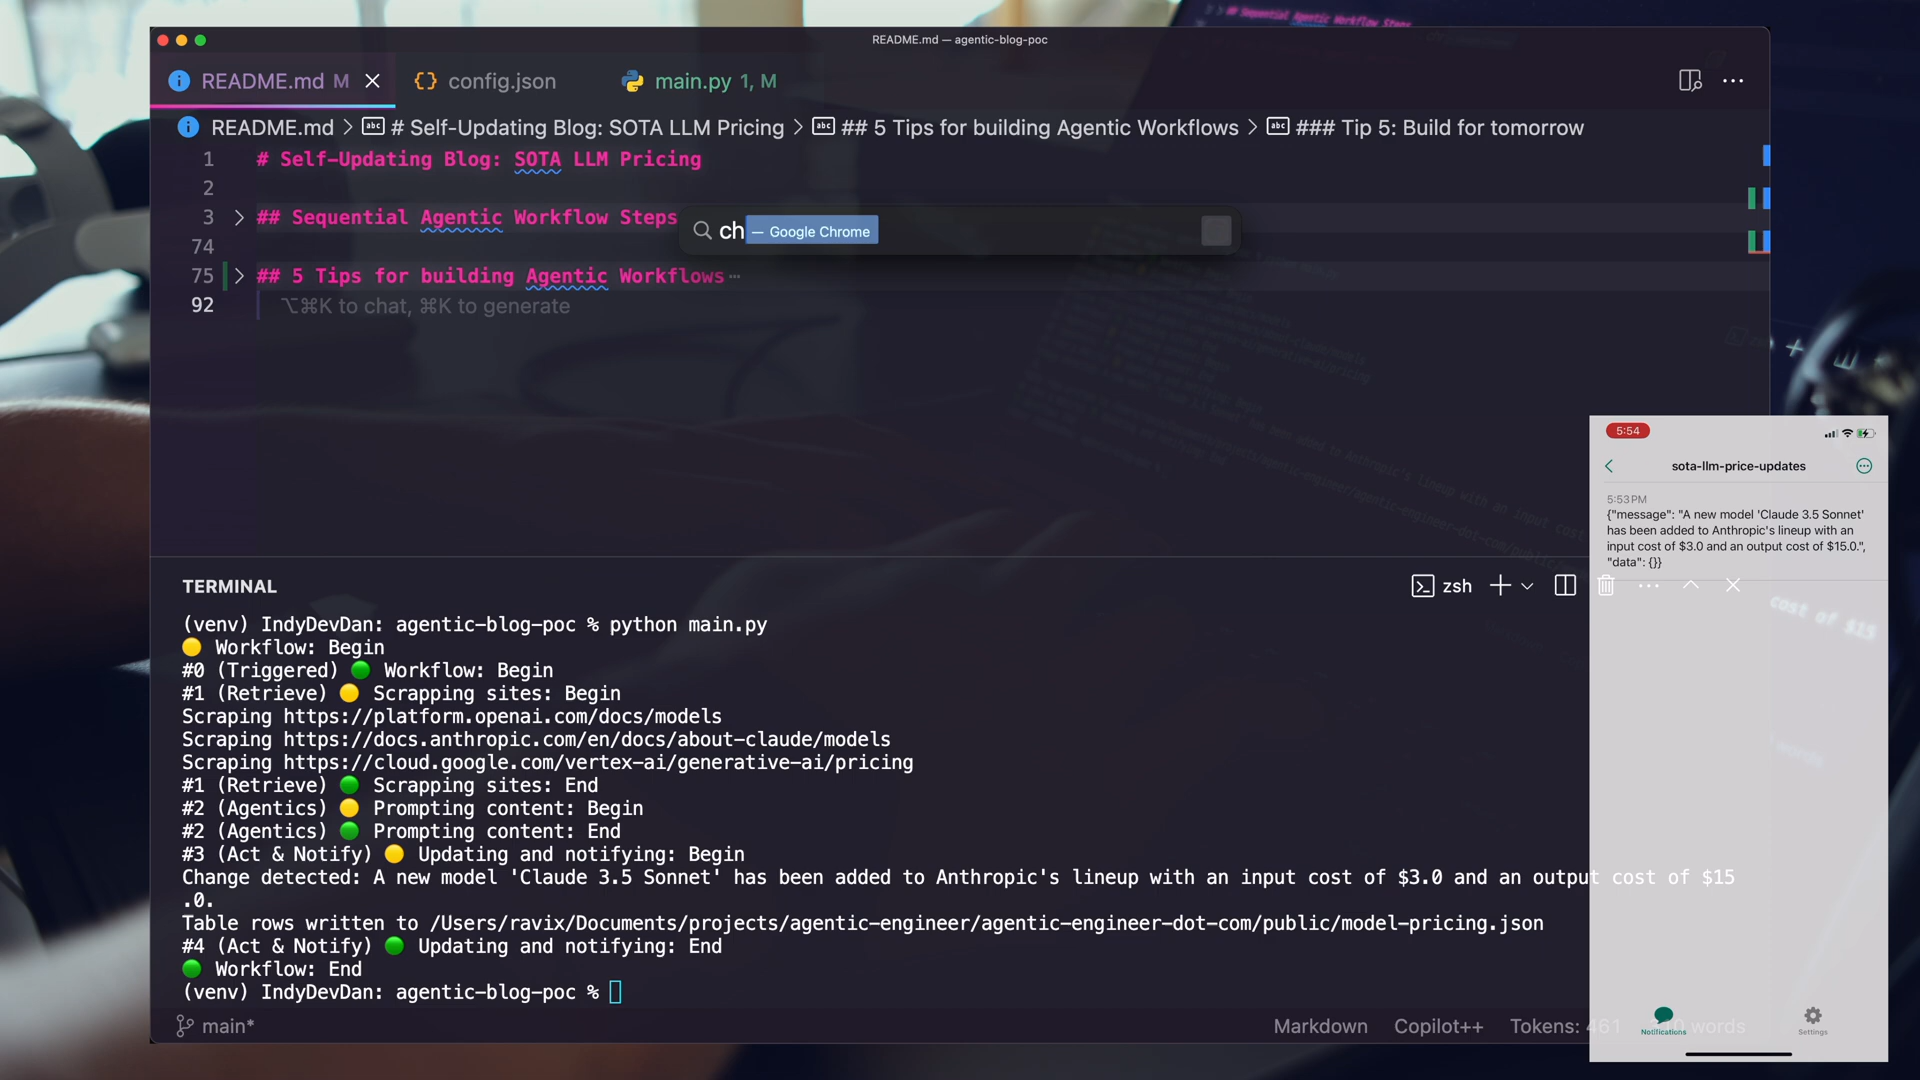 README.md — agentic-blog-poc
README.md M
config.json
main.py 1, M
README.md > # Self-Updating Blog: SOTA LLM Pricing > ## 5 Tips for building Agentic Workflows > ### Tip 5: Build for tomorrow
1 # Self-Updating Blog: SOTA LLM Pricing
2
3 ## Sequential Agentic Workflow Steps
ch — Google Chrome
74
75 ## 5 Tips for building Agentic Workflows
92 ⌥⌘K to chat, ⌘K to generate
TERMINAL
zsh
(venv) IndyDevDan: agentic-blog-poc % python main.py
🟡 Workflow: Begin
#0 (Triggered) 🟢 Workflow: Begin
#1 (Retrieve) 🟡 Scrapping sites: Begin
Scraping https://platform.openai.com/docs/models
Scraping https://docs.anthropic.com/en/docs/about-claude/models
Scraping https://cloud.google.com/vertex-ai/generative-ai/pricing
#1 (Retrieve) 🟢 Scrapping sites: End
#2 (Agentics) 🟡 Prompting content: Begin
#2 (Agentics) 🟢 Prompting content: End
#3 (Act & Notify) 🟡 Updating and notifying: Begin
Change detected: A new model 'Claude 3.5 Sonnet' has been added to Anthropic's lineup with an input cost of $3.0 and an output cost of $15
.0.
Table rows written to /Users/ravix/Documents/projects/agentic-engineer/agentic-engineer-dot-com/public/model-pricing.json
#4 (Act & Notify) 🟢 Updating and notifying: End
🟢 Workflow: End
(venv) IndyDevDan: agentic-blog-poc %
main*
Markdown
Copilot++
Tokens: 461
words
5:54
sota-llm-price-updates
5:53 PM
{"message": "A new model 'Claude 3.5 Sonnet'
has been added to Anthropic's lineup with an
input cost of $3.0 and an output cost of $15.0.",
"data": {}}
Notifications
Settings
## Sequential Agentic Workflow Steps
cost of $15